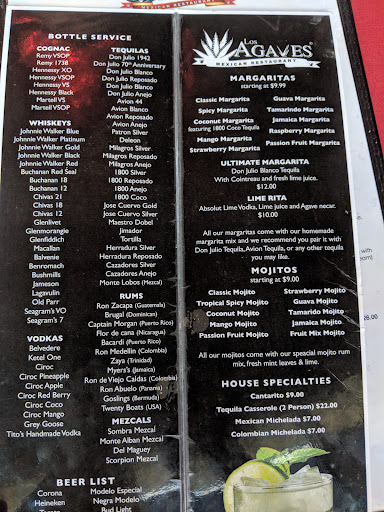 MEXICAN RESTAURANT
BOTTLE SERVICE
COGNAC
Remy VSOP
Remy 1738
Hennessy XO
Hennessy VSOP
Hennessy VS
Hennessy Black
Martell VS
Martell VSOP
WHISKEYS
Johnnie Walker Blue
Johnnie Walker Platinum
Johnnie Walker Gold
Johnnie Walker Black
Johnnie Walker Red
Buchanan Red Seal
Buchanan 18
Buchanan 12
Chivas 21
Chivas 18
Chivas 12
Glenlivet
Glenmorangie
Glenfiddich
Macallan
Balvenie
Benromach
Bushmills
Jameson
Lagavulin
Old Parr
Seagram's VO
Seagram's 7
VODKAS
Belvedere
Ketel One
Ciroc
Ciroc Pineapple
Ciroc Apple
Ciroc Red Berry
Ciroc Coco
Ciroc Mango
Grey Goose
Tito's Handmade Vodka
TEQUILAS
Don Julio 1942
Don Julio 70th Anniversary
Don Julio Blanco
Don Julio Reposado
Don Julio Anejo
Avion 44
Avion Blanco
Avion Reposado
Avion Anejo
Patron Silver
Deleon
Milagros Silver
Milagros Reposado
Milagros Anejo
1800 Silver
1800 Reposado
1800 Anejo
1800 Coco
Jose Cuervo Gold
Jose Cuervo Silver
Maestro Dobel
Jimador
Tortilla
Herradura Silver
Herradura Reposado
Cazadores Silver
Cazadores Anejo
Monte Lobos (Mezcal)
RUMS
Ron Zacapa (Guatemala)
Brugal (Dominican)
Captain Morgan (Puerto Rico)
Flor de cana (Nicaragua)
Bacardi (Puerto Rico)
Ron Medellin (Colombia)
Zaya (Trinidad)
Myers's (Jamaica)
Ron de Viejo Caldas (Colombia)
Ron Abuelo (Panama)
Goslings (Bermuda)
Twenty Boats (USA)
MEZCALS
Sombra Mezcal
Monte Alban Mezcal
Del Maguey
Scorpion Mezcal
BEER LIST
Corona
Heineken
Modelo Especial
Negra Modelo
Bud Light
LOS
AGAVES
MEXICAN RESTAURANT
MARGARITAS
starting at $9.99
Classic Margarita
Spicy Margarita
Coconut Margarita
featuring 1800 Coco Tequila
Mango Margarita
Strawberry Margarita
Guava Margarita
Tamarindo Margarita
Jamaica Margarita
Raspberry Margarita
Passion Fruit Margarita
ULTIMATE MARGARITA
Don Julio Blanco Tequila
With Cointreau and fresh lime juice.
$12.00
LIME RITA
Absolut Lime Vodka, Lime juice and Agave necar.
$10.00
All our margaritas come with our homemade
margarita mix and we recommend you pair it with
Don Julio Tequila, Avion Tequila, or any other tequila
you may like.
MOJITOS
starting at $9.00
Classic Mojito
Tropical Spicy Mojito
Coconut Mojito
Mango Mojito
Passion Fruit Mojito
Strawberry Mojito
Guava Mojito
Tamarido Mojito
Jamaica Mojito
Fruit Mix Mojito
All our mojitos come with our speacial mojito rum
mix, fresh mint leaves & lime.
HOUSE SPECIALTIES
Cantarito $9.00
Tequila Casserole (2 Person) $22.00
Mexican Michelada $7.00
Colombian Michelada $7.00